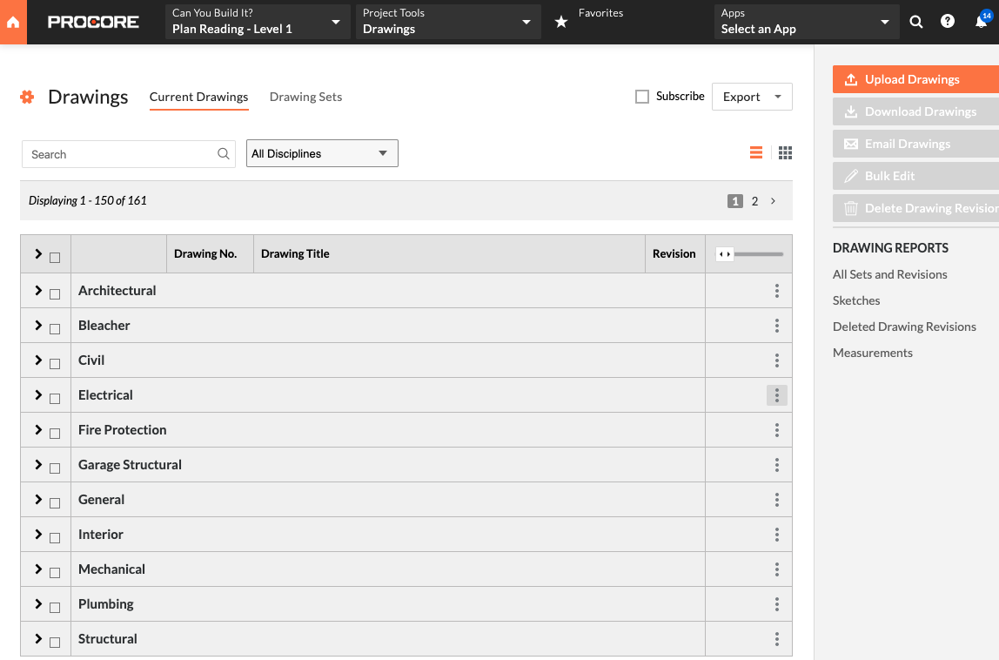 PROCORE
Can You Build It?
Plan Reading - Level 1
Project Tools
Drawings
Favorites
Apps
Select an App
14
Drawings
Current Drawings
Drawing Sets
Subscribe
Export
Search
All Disciplines
Displaying 1 - 150 of 161
1 2
Drawing No.
Drawing Title
Revision
Architectural
Bleacher
Civil
Electrical
Fire Protection
Garage Structural
General
Interior
Mechanical
Plumbing
Structural
Upload Drawings
Download Drawings
Email Drawings
Bulk Edit
Delete Drawing Revision
DRAWING REPORTS
All Sets and Revisions
Sketches
Deleted Drawing Revisions
Measurements